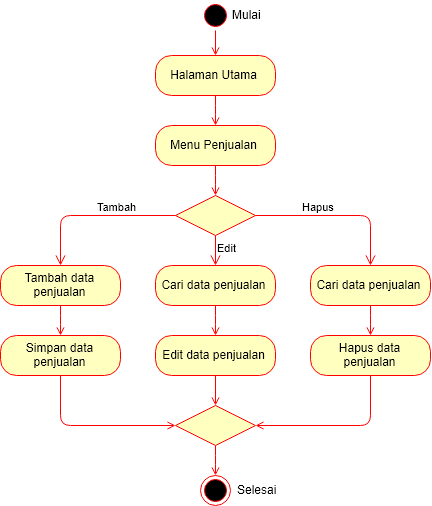 Mulai
Halaman Utama
Menu Penjualan
Tambah
Hapus
Edit
Tambah data
penjualan
Cari data penjualan
Cari data penjualan
Simpan data
penjualan
Edit data penjualan
Hapus data
penjualan
Selesai